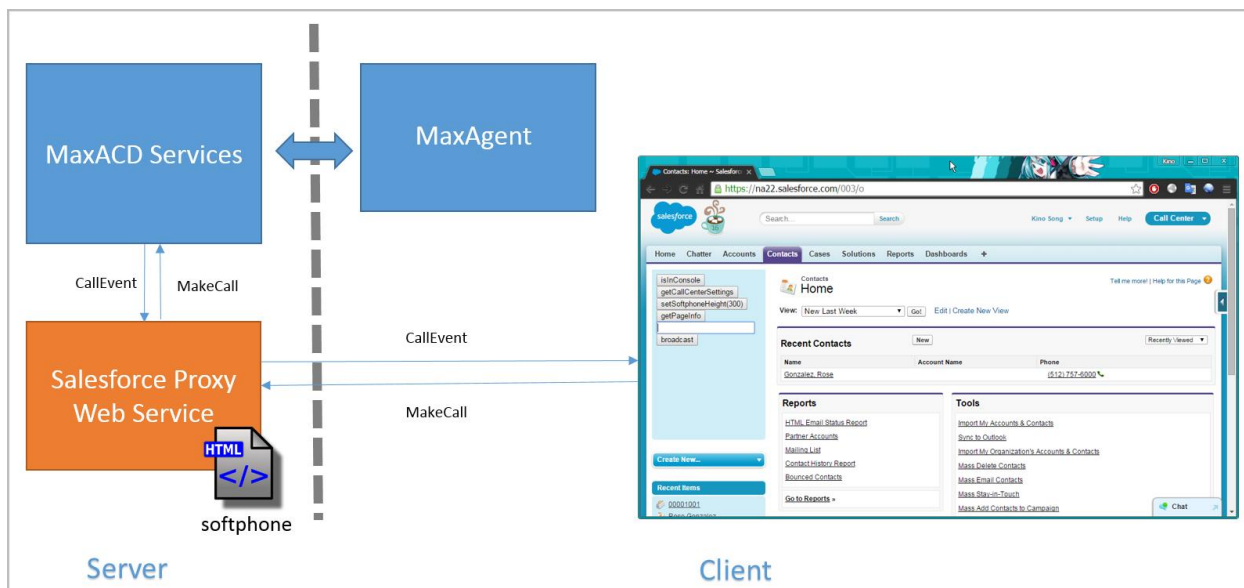 MaxACD Services
MaxAgent
CallEvent
MakeCall
Salesforce Proxy
Web Service
HTML
</>
softphone
CallEvent
MakeCall
Server
Client
Contacts: Home ~ Salesforc
Kino
https://na22.salesforce.com/003/o
salesforce
Search...
Search
Kino Song
Setup
Help
Call Center
Home Chatter Accounts Contacts Cases Solutions Reports Dashboards +
isInConsole
getCallCenterSettings
setSoftphoneHeight(300)
getPageInfo
broadcast
Create New...
Recent Items
00001001
Rose Gonzalez
Contacts
Home
Tell me more! | Help for this Page
View: New Last Week Go! Edit | Create New View
Recent Contacts New Recently Viewed
Name Account Name Phone
Gonzalez, Rose (512) 757-6000
Reports
HTML Email Status Report
Partner Accounts
Mailing List
Contact History Report
Bounced Contacts
Go to Reports »
Tools
Import My Accounts & Contacts
Sync to Outlook
Import My Organization's Accounts & Contacts
Mass Delete Contacts
Mass Email Contacts
Mass Stay-in-Touch
Mass Add Contacts to Campaign
Chat